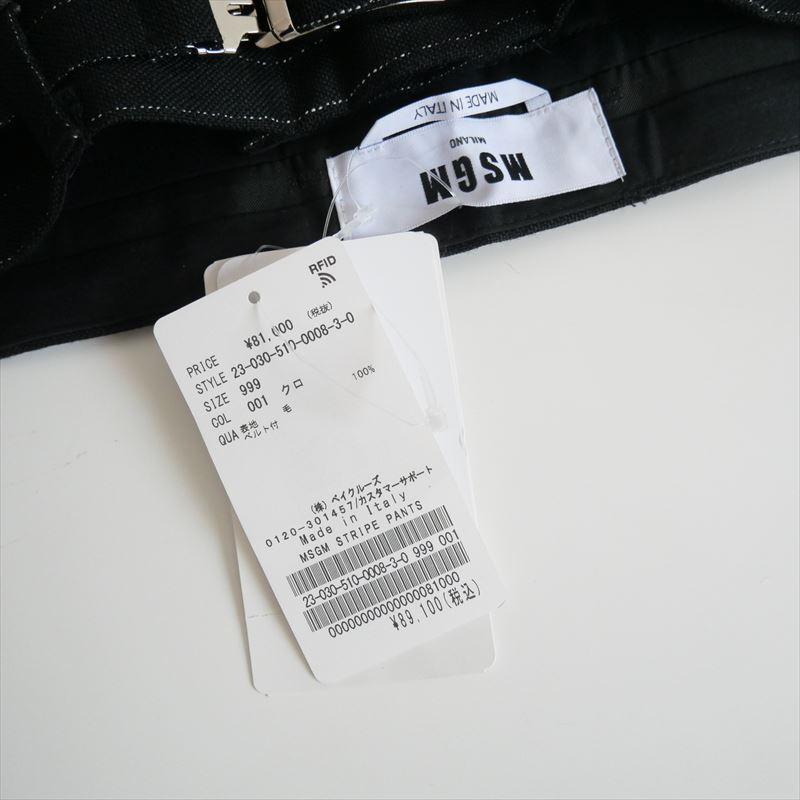 MADE IN ITALY
MSGM
MILANO
RFID
PRICE ¥81,000 (税抜)
STYLE 23-030-510-0008-3-0
SIZE 999
COL 001 クロ
QUA 表地 毛 100%
ベルト付
(株) ベイクルーズ
0120-301457/カスタマーサポート
Made in Italy
MSGM STRIPE PANTS
23-030-510-0008-3-0 999 001
0000000000000081000
¥89,100(税込)